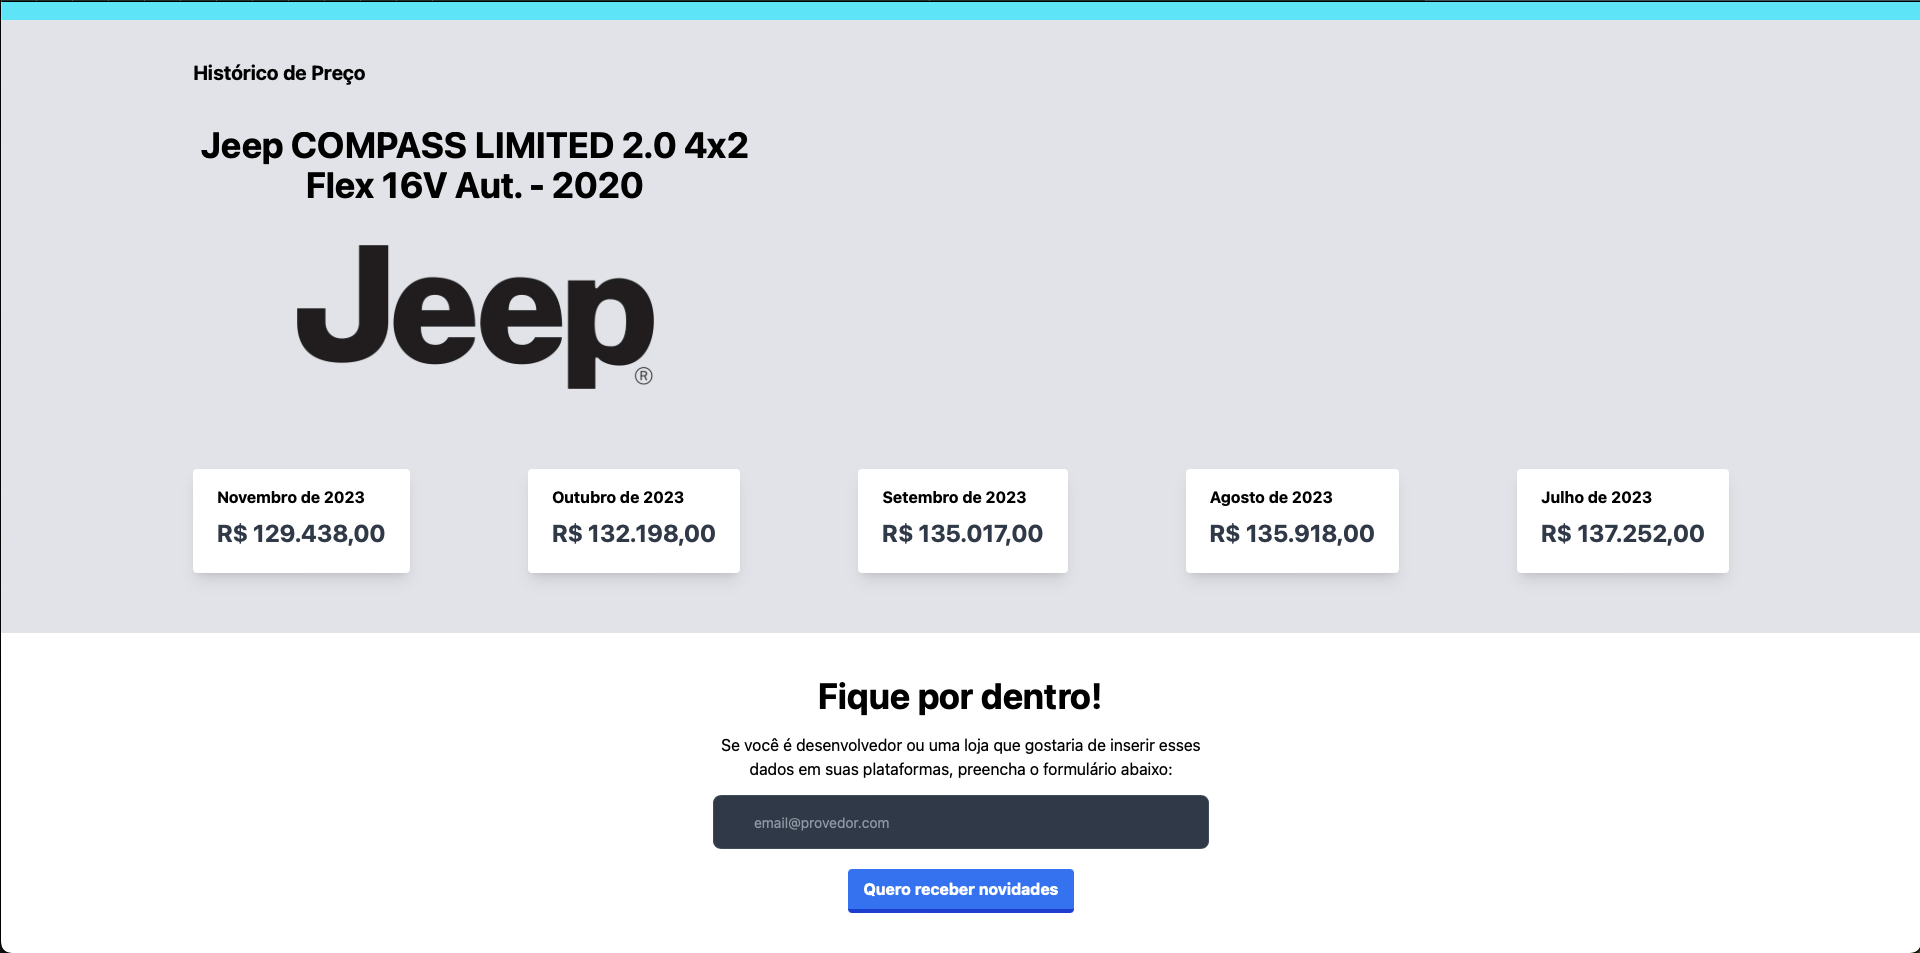 Histórico de Preço
Jeep COMPASS LIMITED 2.0 4x2
Flex 16V Aut. - 2020
Jeep®
Novembro de 2023
R$ 129.438,00
Outubro de 2023
R$ 132.198,00
Setembro de 2023
R$ 135.017,00
Agosto de 2023
R$ 135.918,00
Julho de 2023
R$ 137.252,00
Fique por dentro!
Se você é desenvolvedor ou uma loja que gostaria de inserir esses
dados em suas plataformas, preencha o formulário abaixo:
email@provedor.com
Quero receber novidades